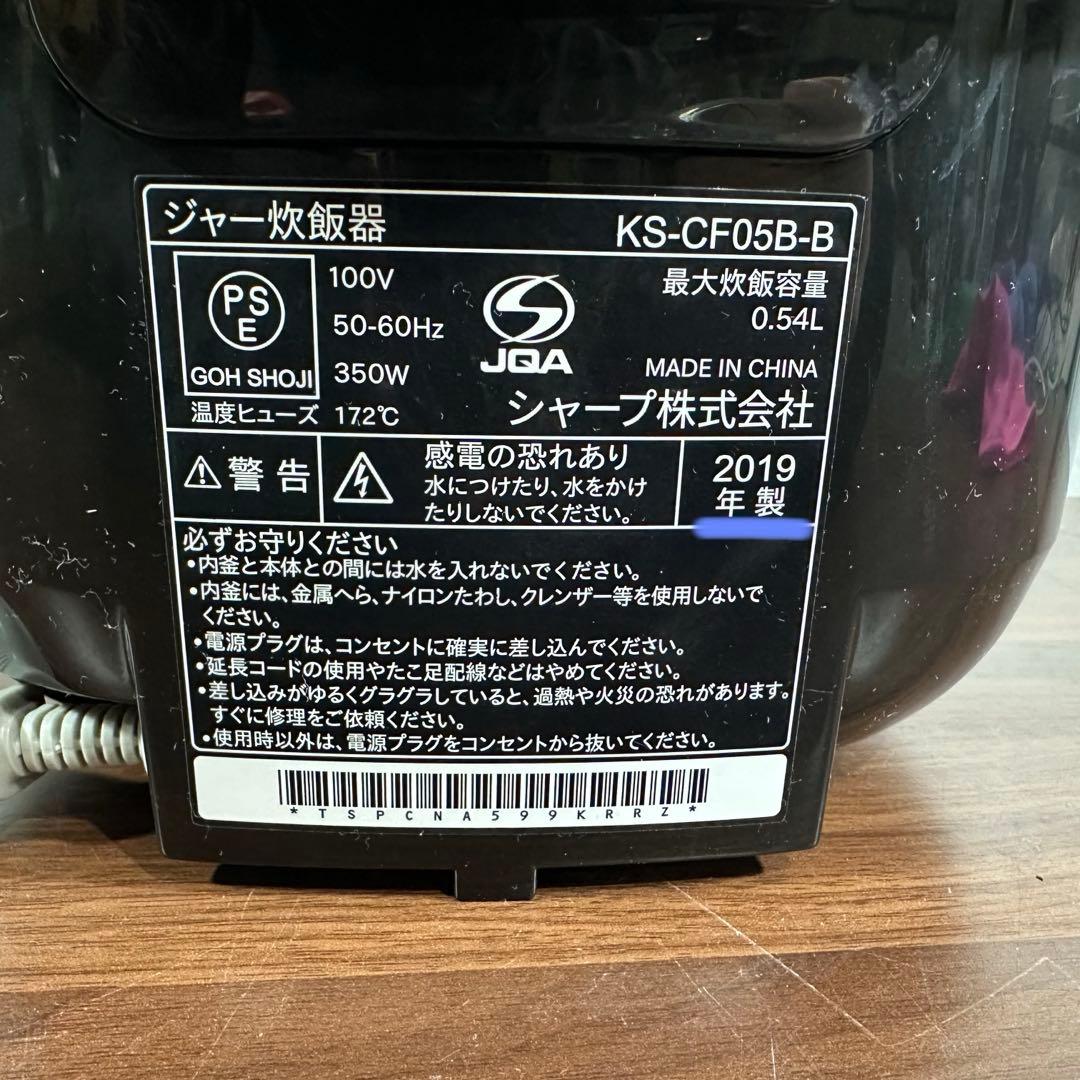 ジャー炊飯器 KS-CF05B-B
PS
E
GOH SHOJI
100V
50-60Hz
350W
温度ヒューズ 172℃
JQA
最大炊飯容量
0.54L
MADE IN CHINA
シャープ株式会社
警告
感電の恐れあり
水につけたり、水をかけ
たりしないでください。
2019
年製
必ずお守りください
•内釜と本体との間には水を入れないでください。
•内釜には、金属へら、ナイロンたわし、クレンザー等を使用しないで
ください。
•電源プラグは、コンセントに確実に差し込んでください。
•延長コードの使用やたこ足配線などはやめてください。
•差し込みがゆるくグラグラしていると、過熱や火災の恐れがあります。
すぐに修理をご依頼ください。
•使用時以外は、電源プラグをコンセントから抜いてください。
*TSPCNA599KRRZ*